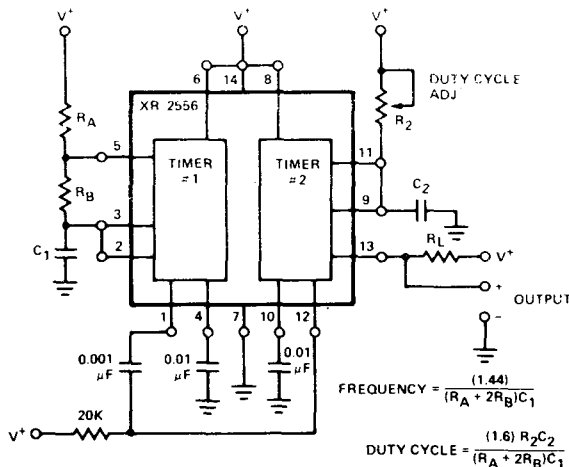 V+
V+
V+
6
14
8
XR 2556
DUTY CYCLE
ADJ
RA
R2
5
11
TIMER
#1
TIMER
#2
RB
9
C2
3
C1
2
13
RL
V+
+
OUTPUT
-
1
4
7
10
12
0.001
μF
0.01
μF
0.01
μF
FREQUENCY = (1.44) / (RA + 2RB)C1
20K
V+
DUTY CYCLE = (1.6) R2C2 / (RA + 2RB)C1